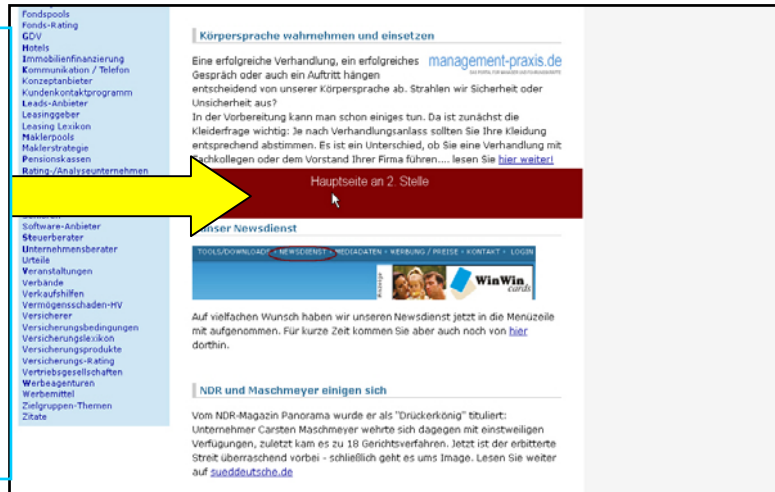 Fondspools
Fonds-Rating
GDV
Hotels
Immobilienfinanzierung
Kommunikation / Telefon
Konzeptanbieter
Kundenkontaktprogramm
Leads-Anbieter
Leasinggeber
Leasing Lexikon
Maklerpools
Maklerstrategie
Pensionskassen
Rating-/Analyseunternehmen
Software-Anbieter
Steuerberater
Unternehmensberater
Urteile
Veranstaltungen
Verbände
Verkaufshilfen
Vermögensschaden-HV
Versicherer
Versicherungsbedingungen
Versicherungslexikon
Versicherungsprodukte
Versicherungs-Rating
Vertriebsgesellschaften
Werbeagenturen
Werbemittel
Zielgruppen-Themen
Zitate
Körpersprache wahrnehmen und einsetzen
management-praxis.de
Eine erfolgreiche Verhandlung, ein erfolgreiches
Gespräch oder auch ein Auftritt hängen
entscheidend von unserer Körpersprache ab. Strahlen wir Sicherheit oder
Unsicherheit aus?
In der Vorbereitung kann man schon einiges tun. Da ist zunächst die
Kleiderfrage wichtig: Je nach Verhandlungsanlass sollten Sie Ihre Kleidung
entsprechend abstimmen. Es ist ein Unterschied, ob Sie eine Verhandlung mit
Fachkollegen oder dem Vorstand Ihrer Firma führen.... lesen Sie hier weiter!
Hauptseite an 2. Stelle
Unser Newsdienst
TOOLS/DOWNLOADS • NEWSDIENST • MEDIADATEN • WERBUNG / PREISE • KONTAKT • LOGIN
Anzeige
WinWin
cards
Auf vielfachen Wunsch haben wir unseren Newsdienst jetzt in die Menüzeile
mit aufgenommen. Für kurze Zeit kommen Sie aber auch noch von hier
dorthin.
NDR und Maschmeyer einigen sich
Vom NDR-Magazin Panorama wurde er als "Drückerkönig" tituliert:
Unternehmer Carsten Maschmeyer wehrte sich dagegen mit einstweiligen
Verfügungen, zuletzt kam es zu 18 Gerichtsverfahren. Jetzt ist der erbitterte
Streit überraschend vorbei - schließlich geht es ums Image. Lesen Sie weiter
auf sueddeutsche.de